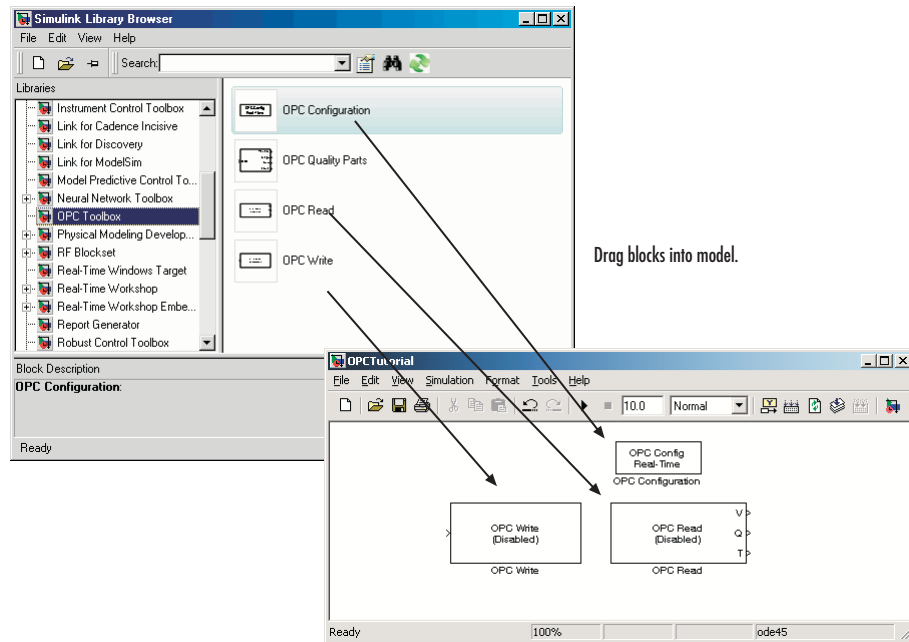 Simulink Library Browser
File Edit View Help
Search:
Libraries
Instrument Control Toolbox
Link for Cadence Incisive
Link for Discovery
Link for ModelSim
Model Predictive Control To...
Neural Network Toolbox
OPC Toolbox
Physical Modeling Develop...
RF Blockset
Real-Time Windows Target
Real-Time Workshop
Real-Time Workshop Embe...
Report Generator
Robust Control Toolbox
OPC Configuration
OPC Quality Parts
OPC Read
OPC Write
Block Description
OPC Configuration:
Ready
Drag blocks into model.
OPCTutorial
File Edit View Simulation Format Tools Help
10.0 Normal
OPC Config
Real-Time
OPC Configuration
OPC Write
(Disabled)
OPC Write
OPC Read
(Disabled)
V
Q
T
OPC Read
Ready 100% ode45